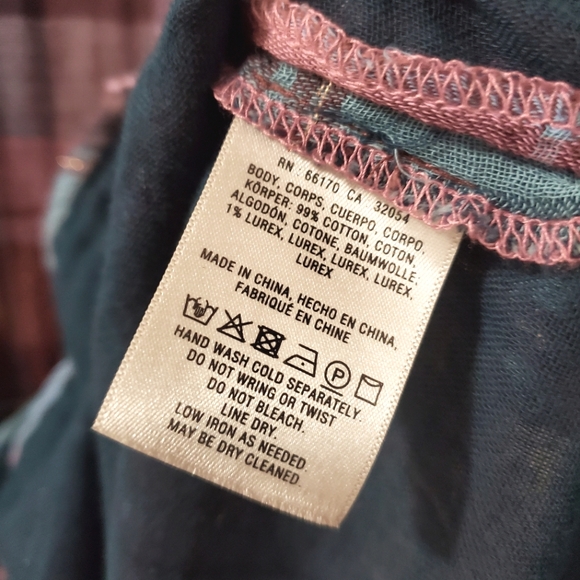 RN 66170 CA 32054
BODY, CORPS, CUERPO, CORPO,
KÖRPER: 99% COTTON, COTON,
ALGODÓN, COTONE, BAUMWOLLE;
1% LUREX, LUREX, LUREX, LUREX,
LUREX
MADE IN CHINA, HECHO EN CHINA,
FABRIQUÉ EN CHINE
HAND WASH COLD SEPARATELY.
DO NOT WRING OR TWIST
DO NOT BLEACH.
LINE DRY.
LOW IRON AS NEEDED.
MAY BE DRY CLEANED.